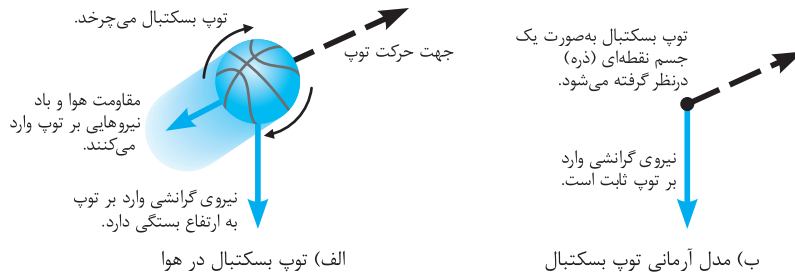 توپ بسکتبال می‌چرخد.
جهت حرکت توپ
مقاومت هوا و باد
نیروهایی بر توپ وارد
می‌کنند.
نیروی گرانشی وارد بر توپ
به ارتفاع بستگی دارد.
الف) توپ بسکتبال در هوا
توپ بسکتبال به‌صورت یک
جسم نقطه‌ای (ذره)
درنظر گرفته می‌شود.
نیروی گرانشی وارد
بر توپ ثابت است.
ب) مدل آرمانی توپ بسکتبال